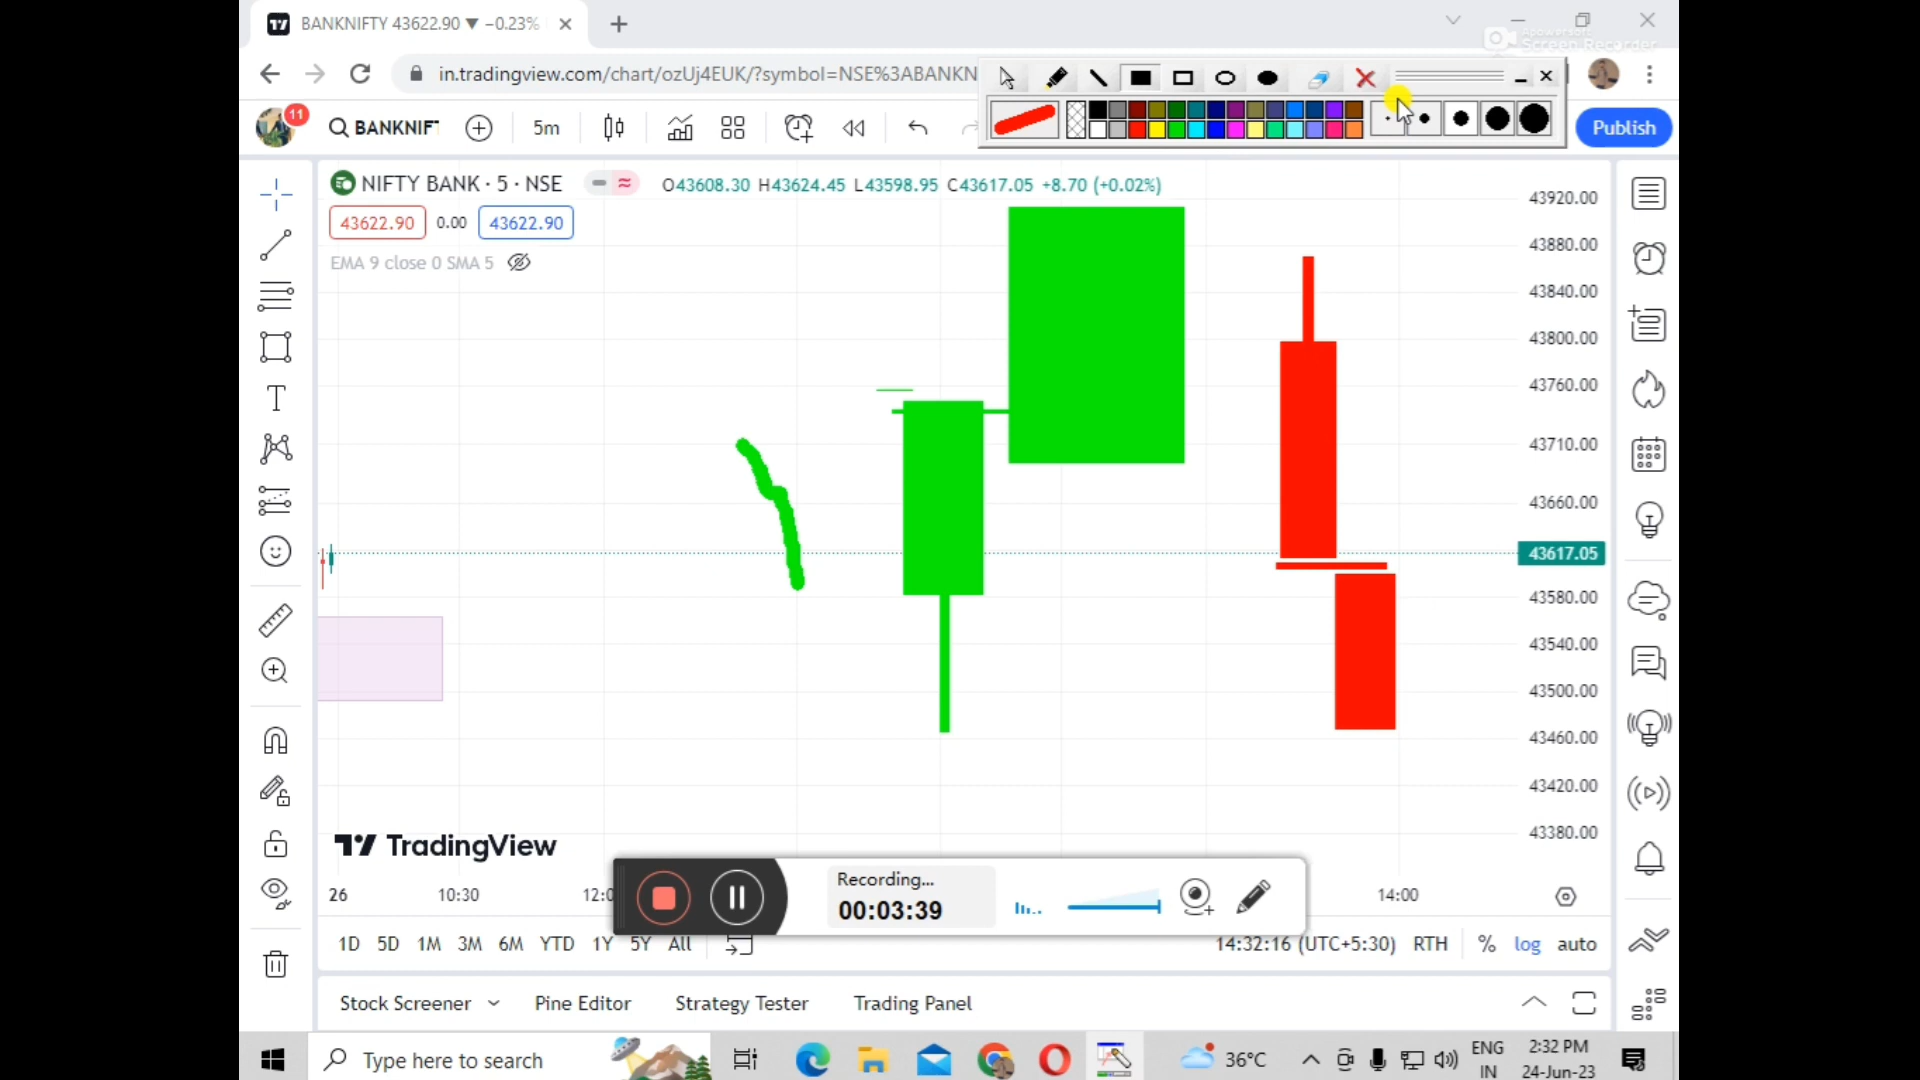 BANKNIFTY 43622.90 ▼ −0.23%
Apowersoft
Screen Recorder
in.tradingview.com/chart/ozUj4EUK/?symbol=NSE%3ABANKN
11
BANKNIF
5m
Publish
NIFTY BANK · 5 · NSE
O43608.30 H43624.45 L43598.95 C43617.05 +8.70 (+0.02%)
43622.90 0.00 43622.90
EMA 9 close 0 SMA 5
43920.00
43880.00
43840.00
43800.00
43760.00
43710.00
43660.00
43617.05
43580.00
43540.00
43500.00
43460.00
43420.00
43380.00
TradingView
26 10:30 12:0 14:00
Recording...
00:03:39
1D 5D 1M 3M 6M YTD 1Y 5Y All
14:32:16 (UTC+5:30) RTH % log auto
Stock Screener Pine Editor Strategy Tester Trading Panel
Type here to search
36°C
ENG
IN
2:32 PM
24-Jun-23